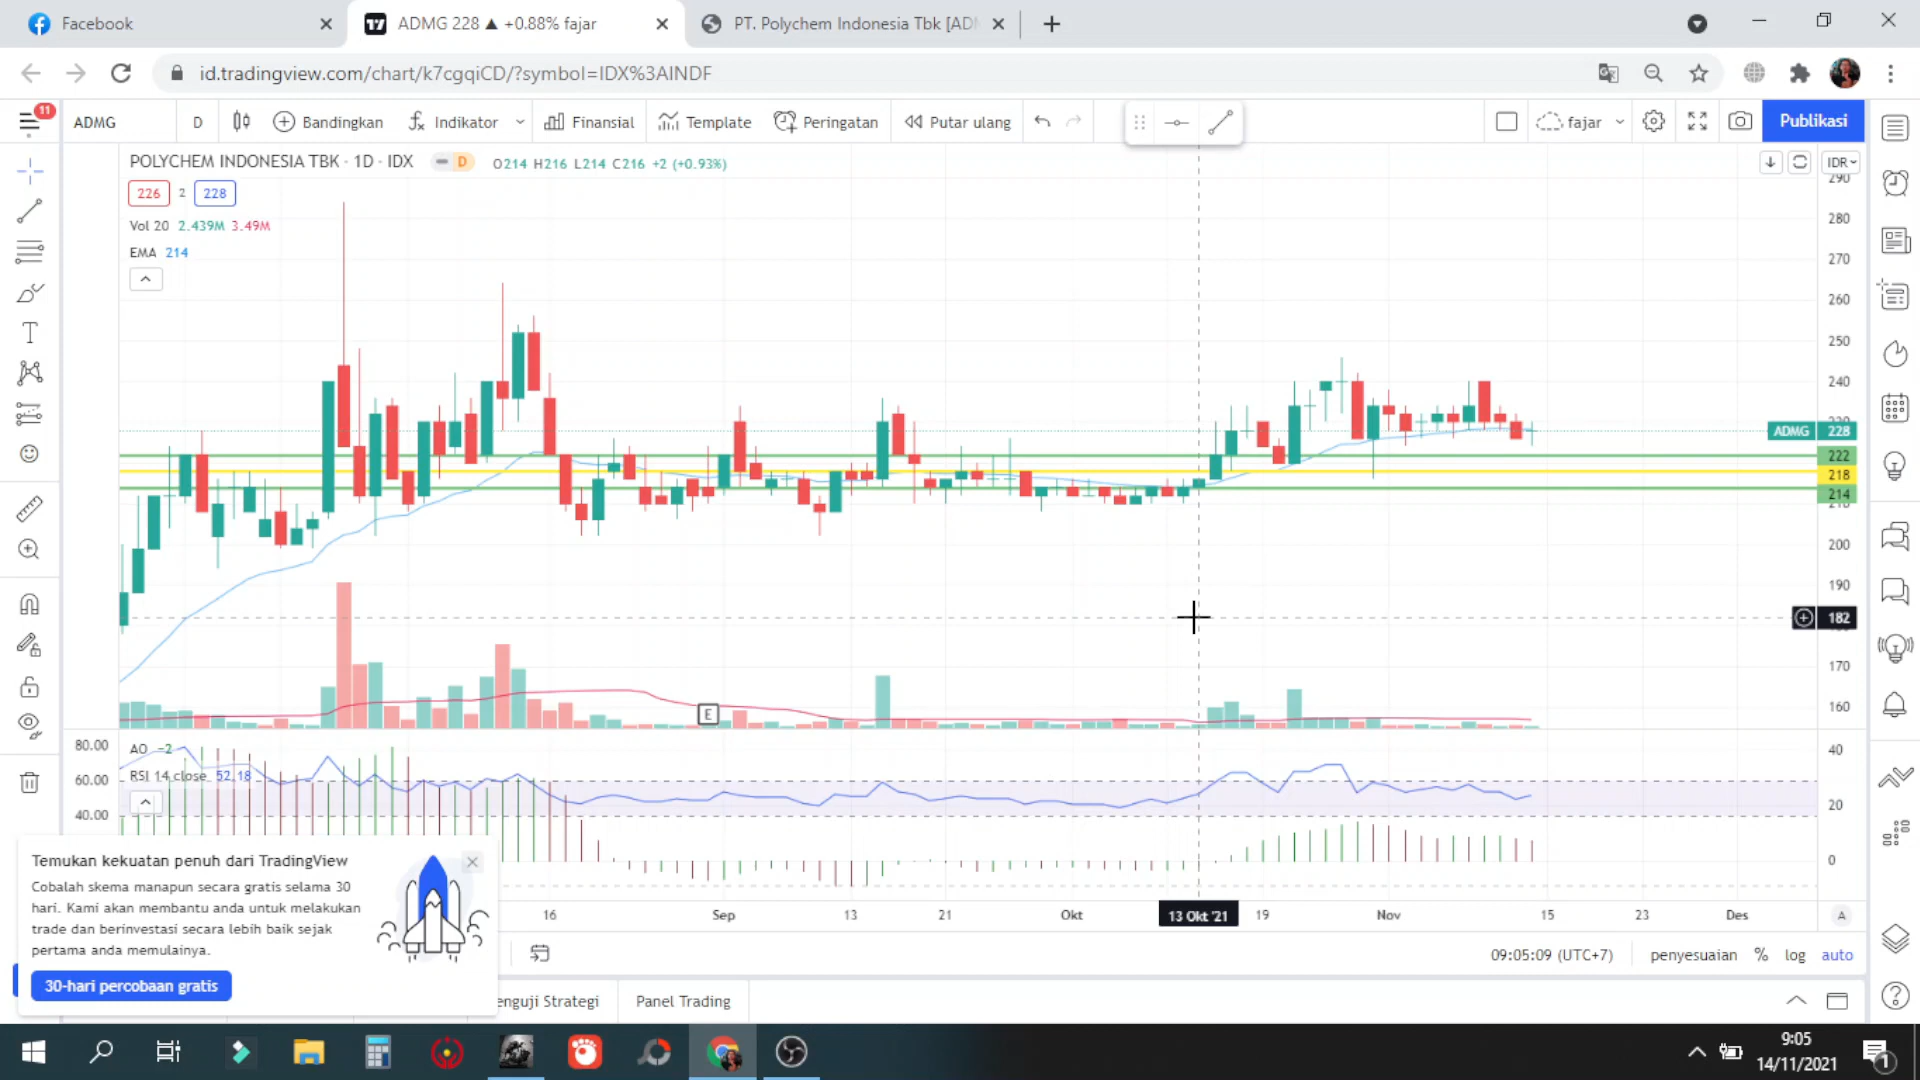 Facebook
ADMG 228 ▲ +0.88% fajar
PT. Polychem Indonesia Tbk [ADM
id.tradingview.com/chart/k7cgqiCD/?symbol=IDX%3AINDF
11
ADMG
D
Bandingkan
Indikator
Finansial
Template
Peringatan
Putar ulang
fajar
Publikasi
POLYCHEM INDONESIA TBK · 1D · IDX
D
O214 H216 L214 C216 +2 (+0.93%)
IDR
226 2 228
Vol 20 2.439M 3.49M
EMA 214
290
280
270
260
250
240
230
ADMG 228
222
218
214
210
200
190
182
170
160
E
80.00
60.00
40.00
AO -2
RSI 14 close 52.18
40
20
0
16
Sep
13
21
Okt
13 Okt '21
19
Nov
15
23
Des
A
Temukan kekuatan penuh dari TradingView
Cobalah skema manapun secara gratis selama 30
hari. Kami akan membantu anda untuk melakukan
trade dan berinvestasi secara lebih baik sejak
pertama anda memulainya.
30-hari percobaan gratis
09:05:09 (UTC+7)
penyesuaian
%
log
auto
enguji Strategi
Panel Trading
9:05
14/11/2021
1